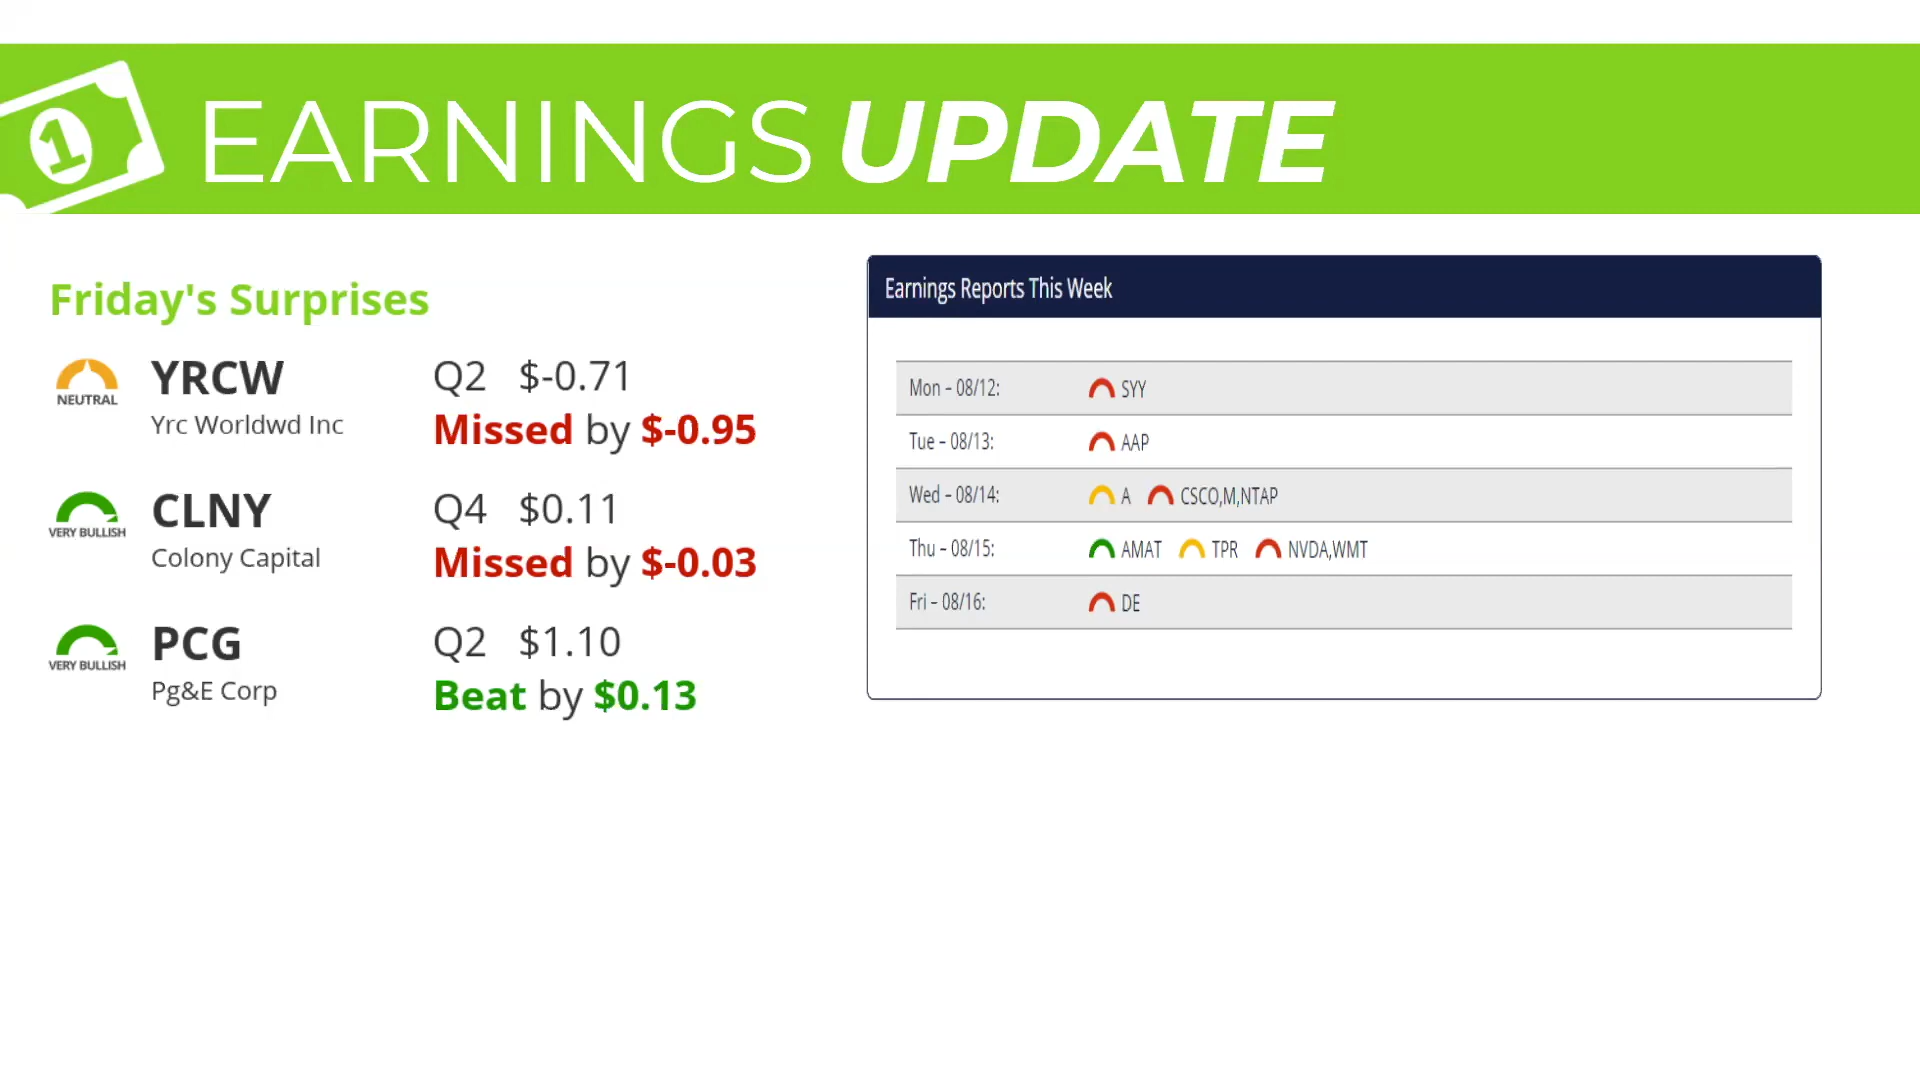 1
EARNINGS UPDATE
Friday's Surprises
NEUTRAL
YRCW
Yrc Worldwd Inc
Q2 $-0.71
Missed by $-0.95
VERY BULLISH
CLNY
Colony Capital
Q4 $0.11
Missed by $-0.03
VERY BULLISH
PCG
Pg&E Corp
Q2 $1.10
Beat by $0.13
Earnings Reports This Week
Mon - 08/12: SYY
Tue - 08/13: AAP
Wed - 08/14: A CSCO,M,NTAP
Thu - 08/15: AMAT TPR NVDA,WMT
Fri - 08/16: DE